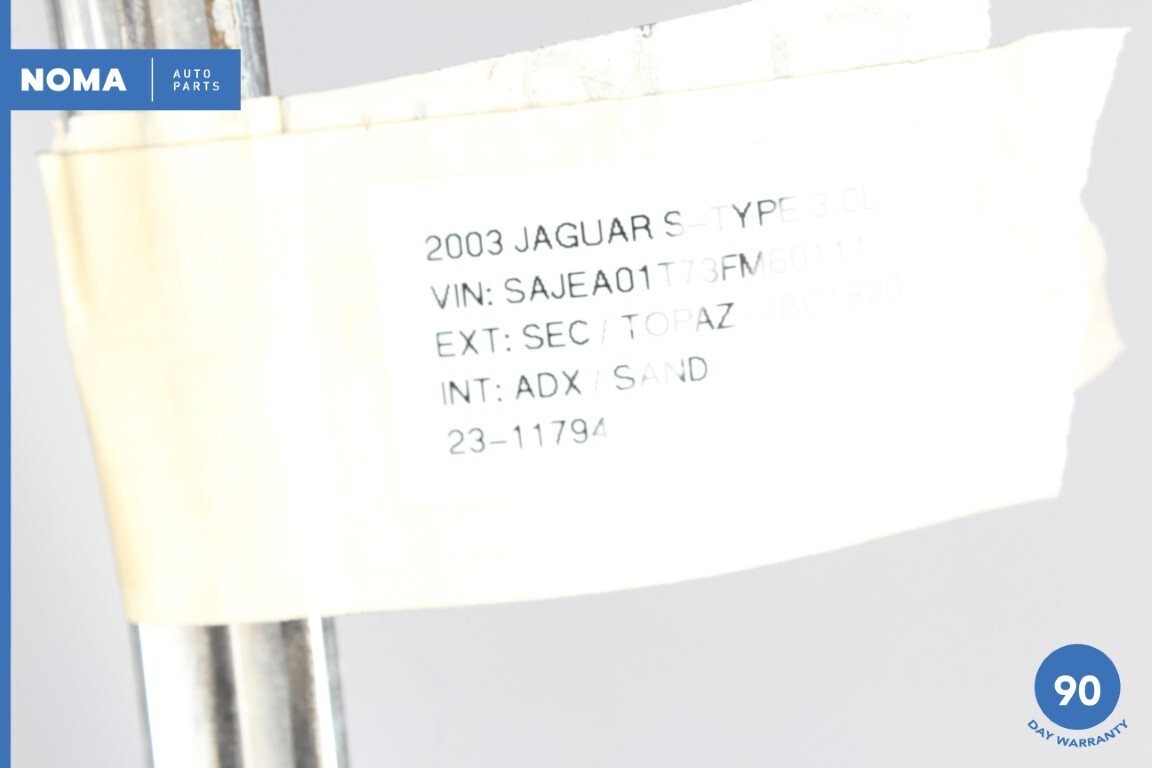 NOMA
AUTO
PARTS
2003 JAGUAR S-TYPE 3.0L
VIN: SAJEA01T73FM60111
EXT: SEC / TOPAZ
INT: ADX / SAND
23-11794
90
DAY WARRANTY